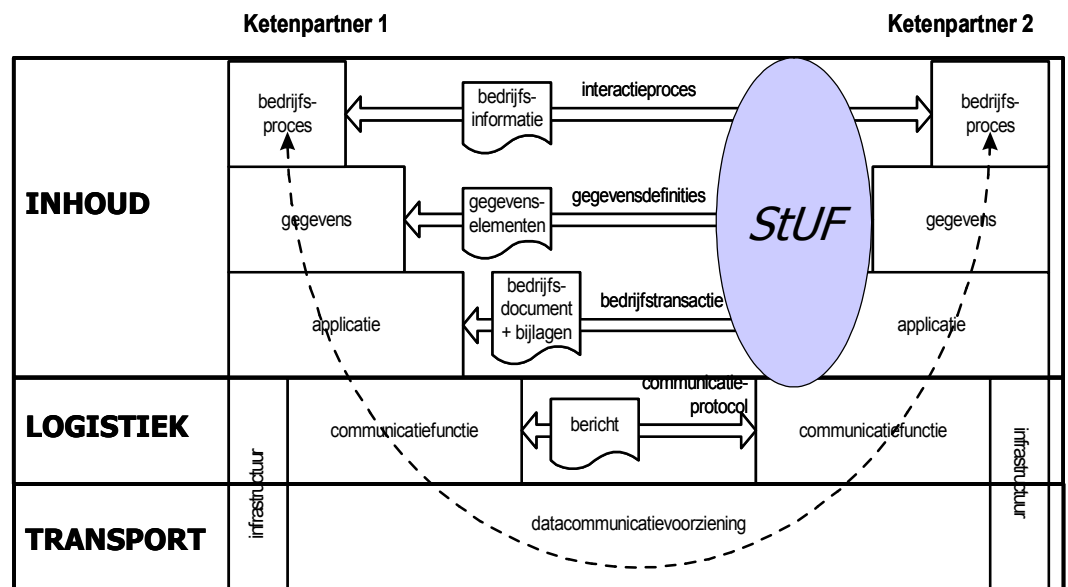 Ketenpartner 1
Ketenpartner 2
INHOUD
bedrijfs-
proces
bedrijfs-
informatie
interactieproces
bedrijfs-
proces
gegevens
gegevens-
elementen
gegevensdefinities
StUF
gegevens
applicatie
bedrijfs-
document
+ bijlagen
bedrijfstransactie
applicatie
LOGISTIEK
communicatiefunctie
bericht
communicatie-
protocol
communicatiefunctie
infrastructuur
infrastructuur
TRANSPORT
datacommunicatievoorziening